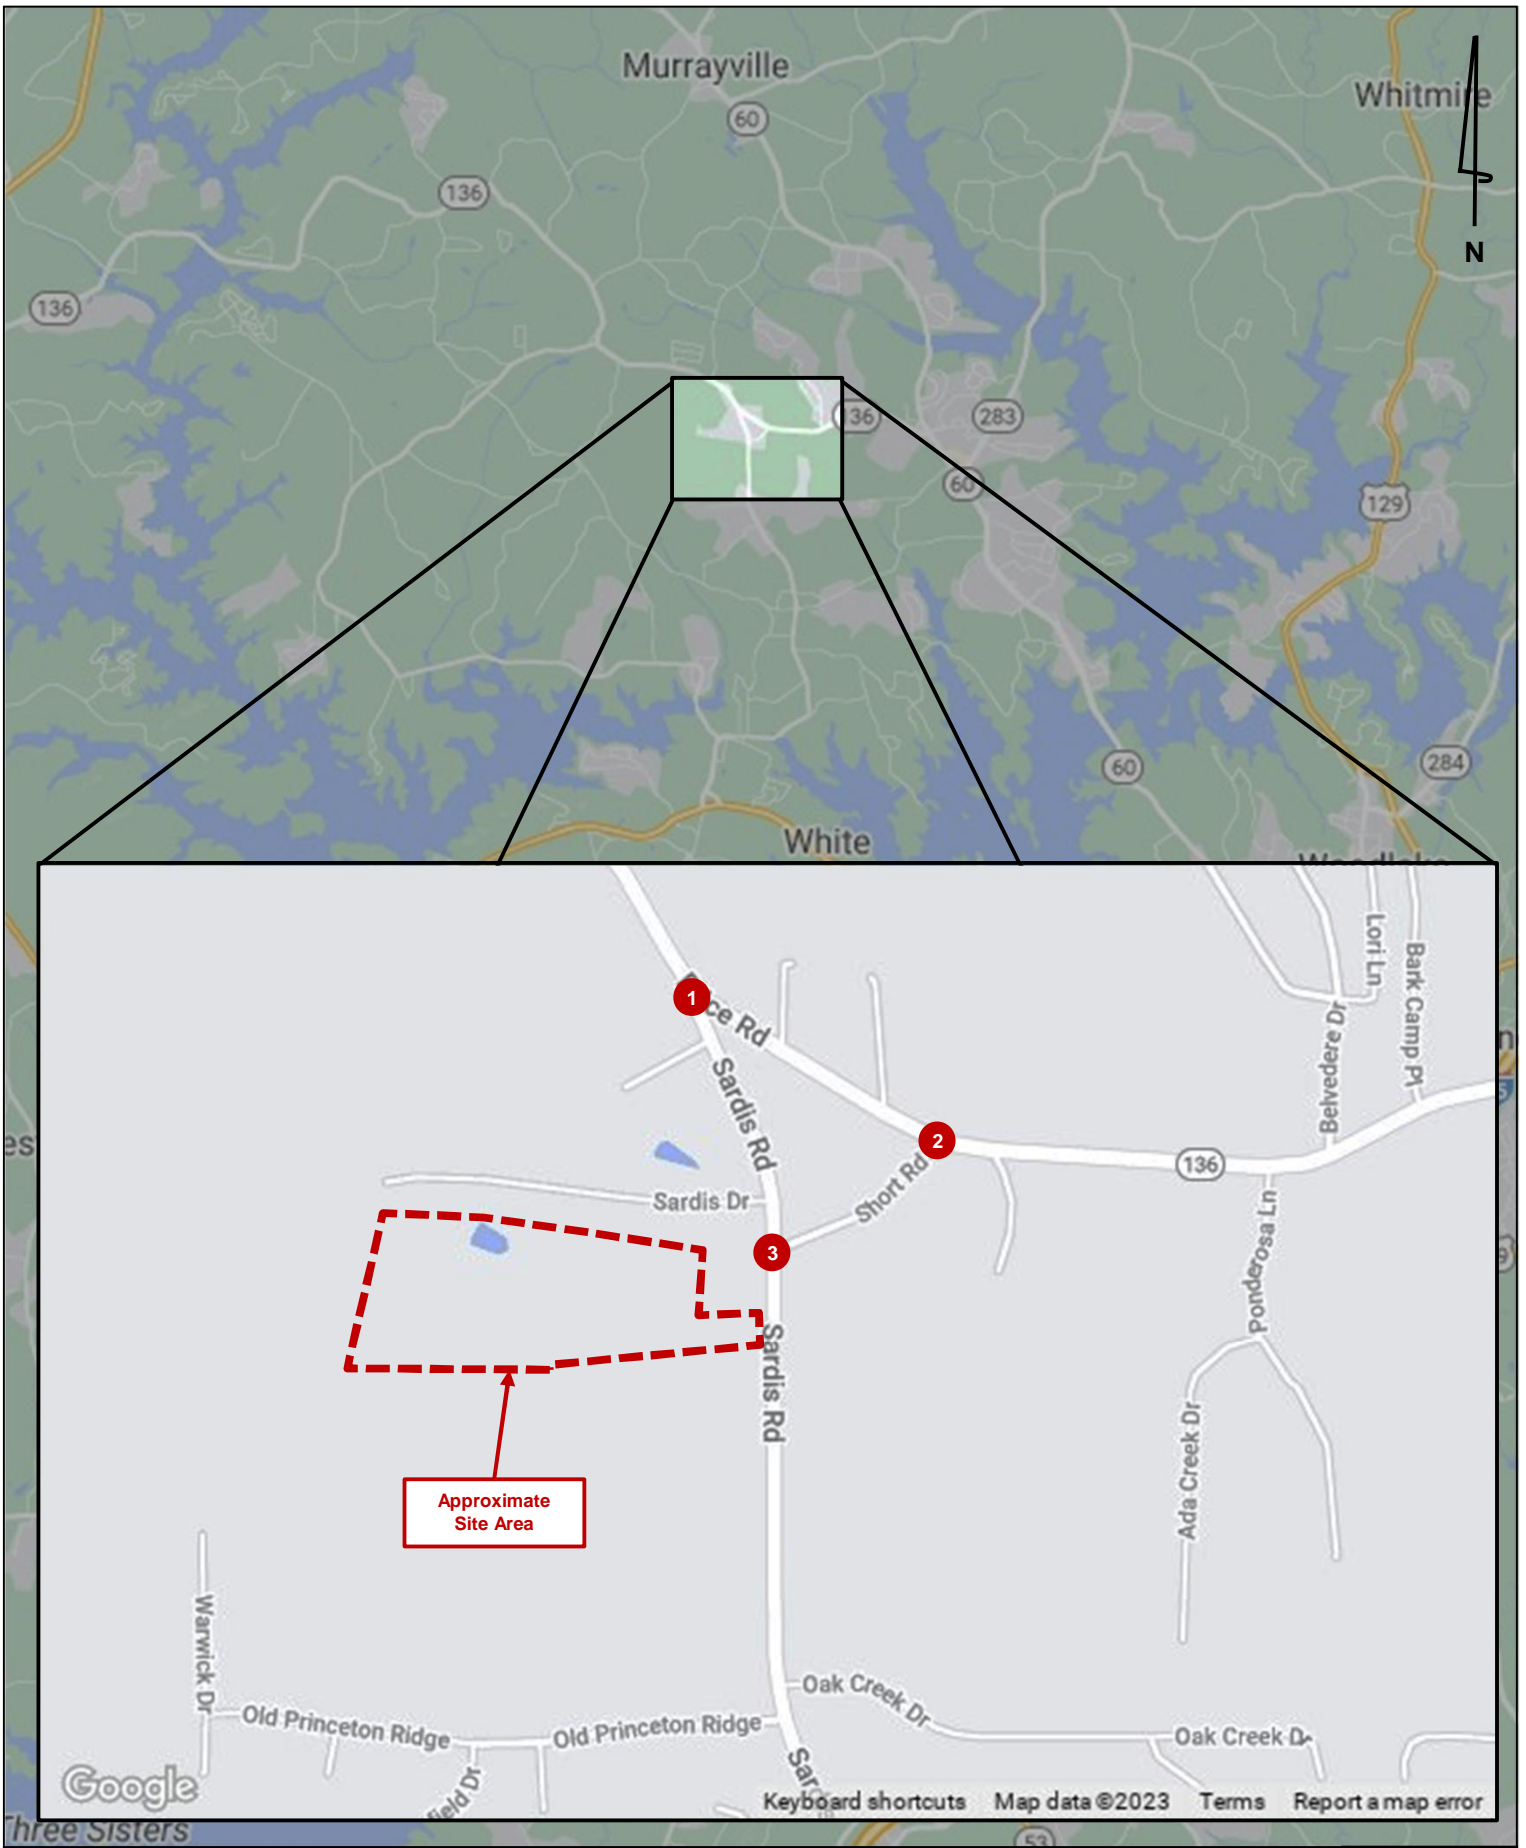 Murrayville
Whitmire
60
136
N
136
136
283
60
129
60
284
White
Lori Ln
Bark Camp Pl
1
ce Rd
Sardis Rd
Belvedere Dr
2
136
Short Rd
Sardis Dr
Ponderosa Ln
3
Sardis Rd
Ada Creek Dr
Approximate
Site Area
Warwick Dr
Oak Creek Dr
Old Princeton Ridge
Old Princeton Ridge
Oak Creek D
Google
field Dr
Keyboard shortcuts
Map data ©2023
Terms
Report a map error
Three Sisters
53